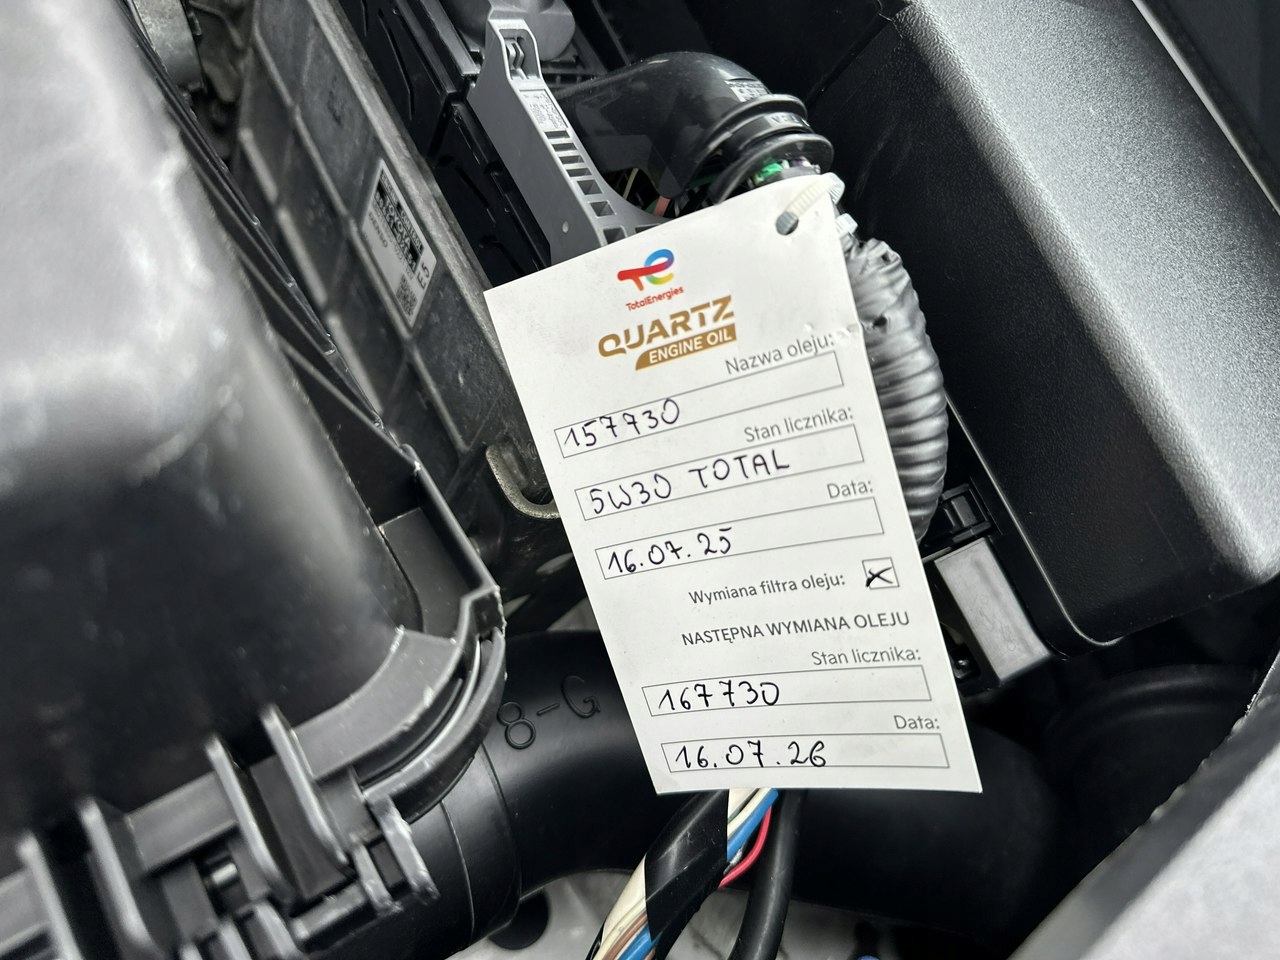 TotalEnergies
QUARTZ
ENGINE OIL
Nazwa oleju:
157730
Stan licznika:
5W30 TOTAL
Data:
16.07.25
Wymiana filtra oleju:
NASTĘPNA WYMIANA OLEJU
Stan licznika:
167730
Data:
16.07.26
8-G